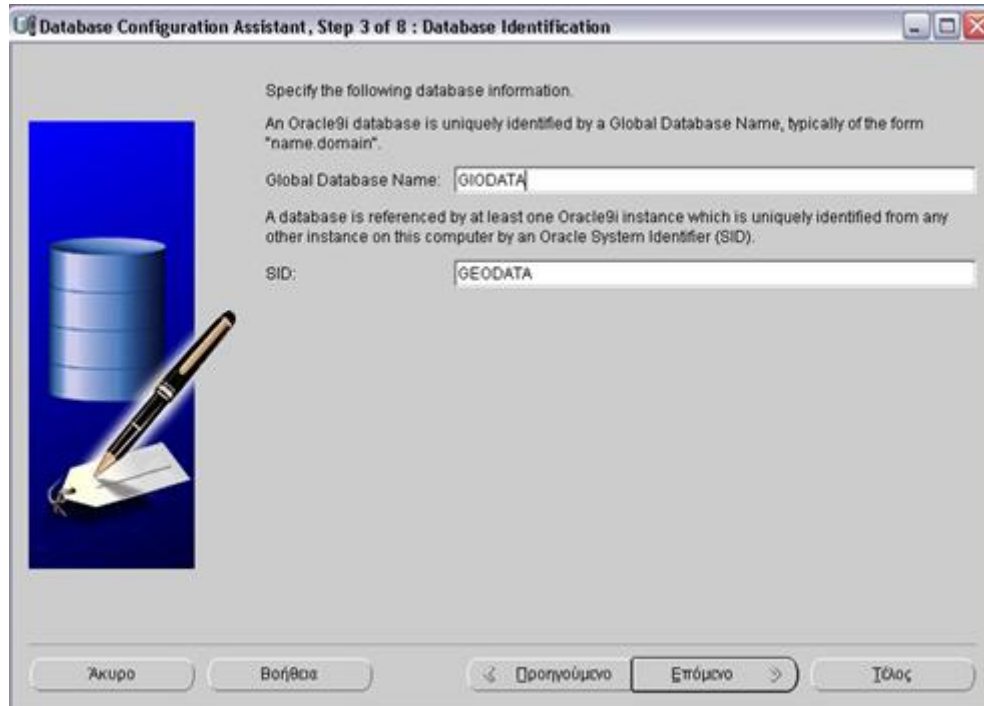 Database Configuration Assistant, Step 3 of 8 : Database Identification
Specify the following database information.
An Oracle9i database is uniquely identified by a Global Database Name, typically of the form
"name.domain".
Global Database Name: GIODATA
A database is referenced by at least one Oracle9i instance which is uniquely identified from any
other instance on this computer by an Oracle System Identifier (SID).
SID: GEODATA
Άκυρο Βοήθεια Προηγούμενο Επόμενο Τέλος